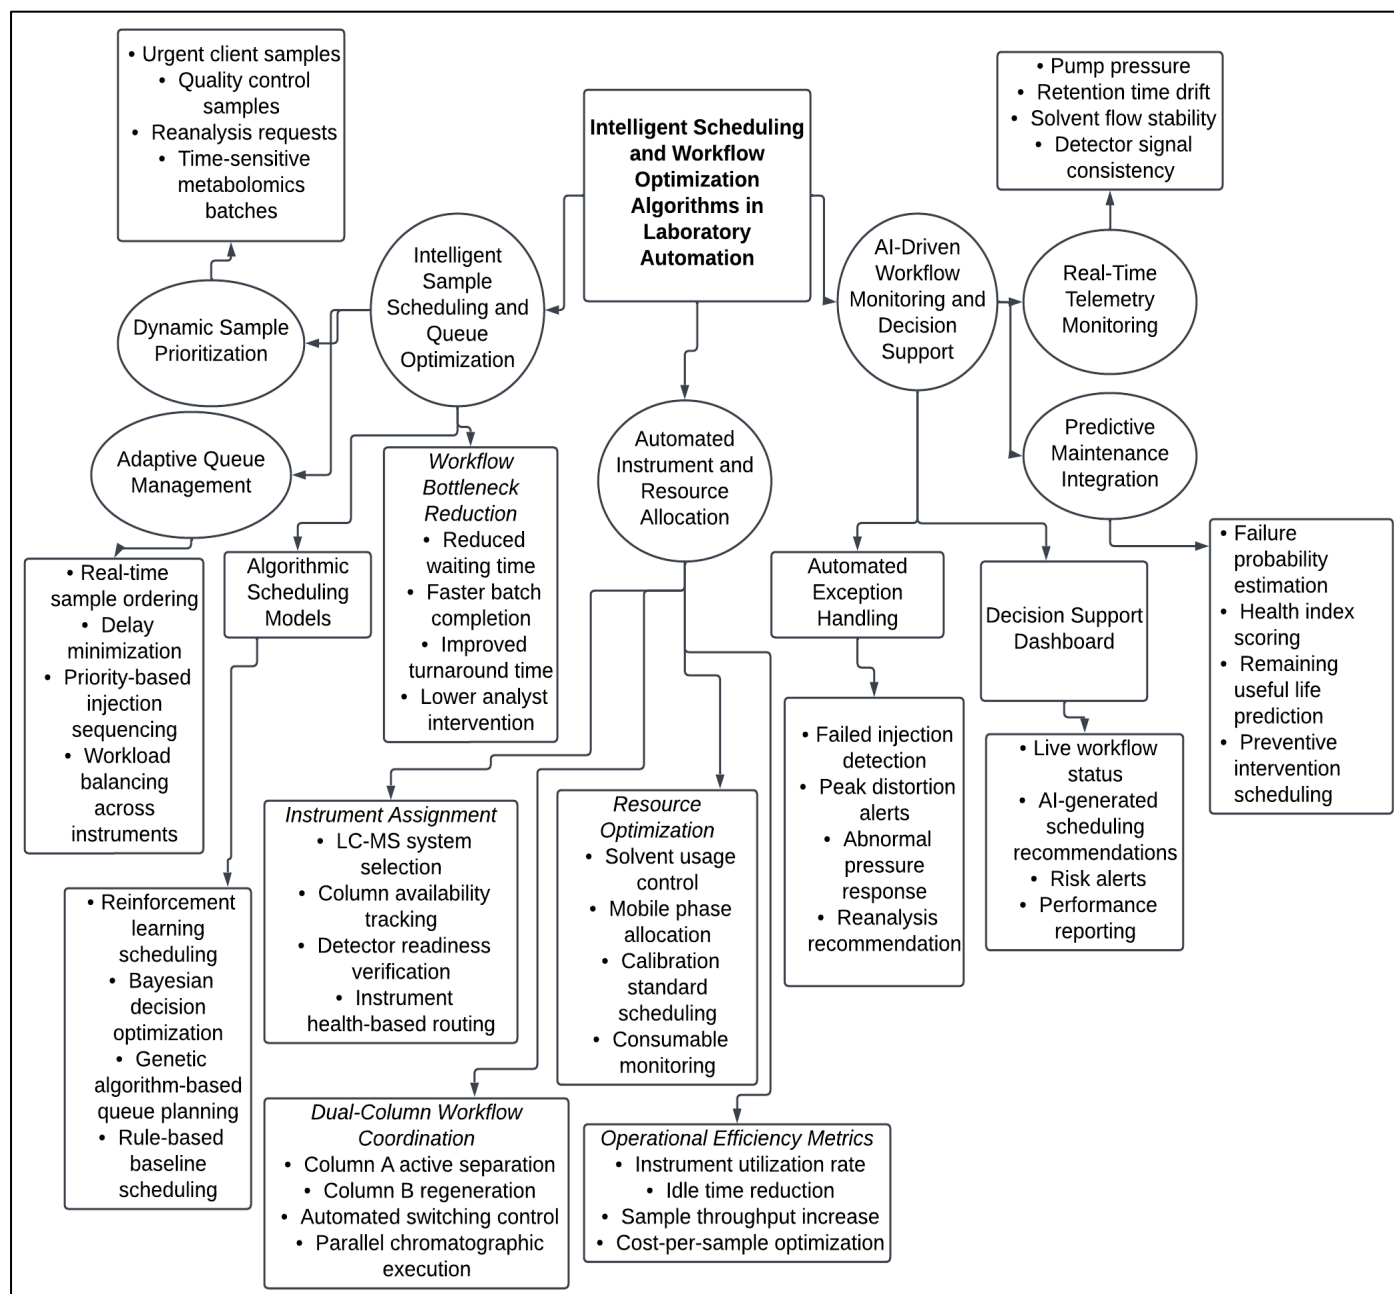 • Urgent client samples
• Quality control
samples
• Reanalysis requests
• Time-sensitive
metabolomics
batches
Intelligent Scheduling
and Workflow
Optimization
Algorithms in
Laboratory
Automation
• Pump pressure
• Retention time drift
• Solvent flow stability
• Detector signal
consistency
Intelligent
Sample
Scheduling and
Queue
Optimization
AI-Driven
Workflow
Monitoring and
Decision
Support
Real-Time
Telemetry
Monitoring
Dynamic Sample
Prioritization
Adaptive Queue
Management
Automated
Instrument and
Resource
Allocation
Predictive
Maintenance
Integration
Workflow
Bottleneck
Reduction
• Reduced
waiting time
• Faster batch
completion
• Improved
turnaround time
• Lower analyst
intervention
• Real-time
sample ordering
• Delay
minimization
• Priority-based
injection
sequencing
• Workload
balancing
across
instruments
Algorithmic
Scheduling
Models
Automated
Exception
Handling
Decision Support
Dashboard
• Failure
probability
estimation
• Health index
scoring
• Remaining
useful life
prediction
• Preventive
intervention
scheduling
• Failed injection
detection
• Peak distortion
alerts
• Abnormal
pressure
response
• Reanalysis
recommendation
• Live workflow
status
• AI-generated
scheduling
recommendations
• Risk alerts
• Performance
reporting
Instrument Assignment
• LC-MS system
selection
• Column availability
tracking
• Detector readiness
verification
• Instrument
health-based routing
Resource
Optimization
• Solvent usage
control
• Mobile phase
allocation
• Calibration
standard
scheduling
• Consumable
monitoring
• Reinforcement
learning
scheduling
• Bayesian
decision
optimization
• Genetic
algorithm-based
queue planning
• Rule-based
baseline
scheduling
Dual-Column Workflow
Coordination
• Column A active separation
• Column B regeneration
• Automated switching control
• Parallel chromatographic
execution
Operational Efficiency Metrics
• Instrument utilization rate
• Idle time reduction
• Sample throughput increase
• Cost-per-sample optimization